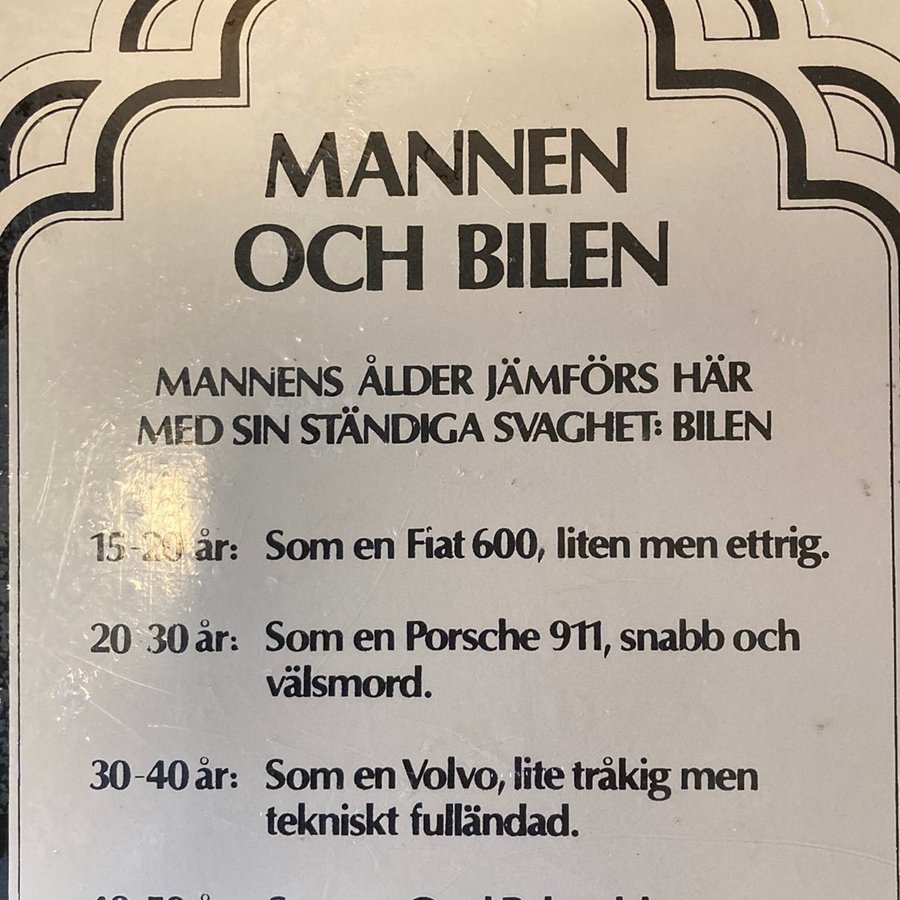 MANNEN
OCH BILEN
MANNENS ÅLDER JÄMFÖRS HÄR
MED SIN STÄNDIGA SVAGHET: BILEN
15-20 år: Som en Fiat 600, liten men ettrig.
20-30 år: Som en Porsche 911, snabb och
välsmord.
30-40 år: Som en Volvo, lite tråkig men
tekniskt fulländad.